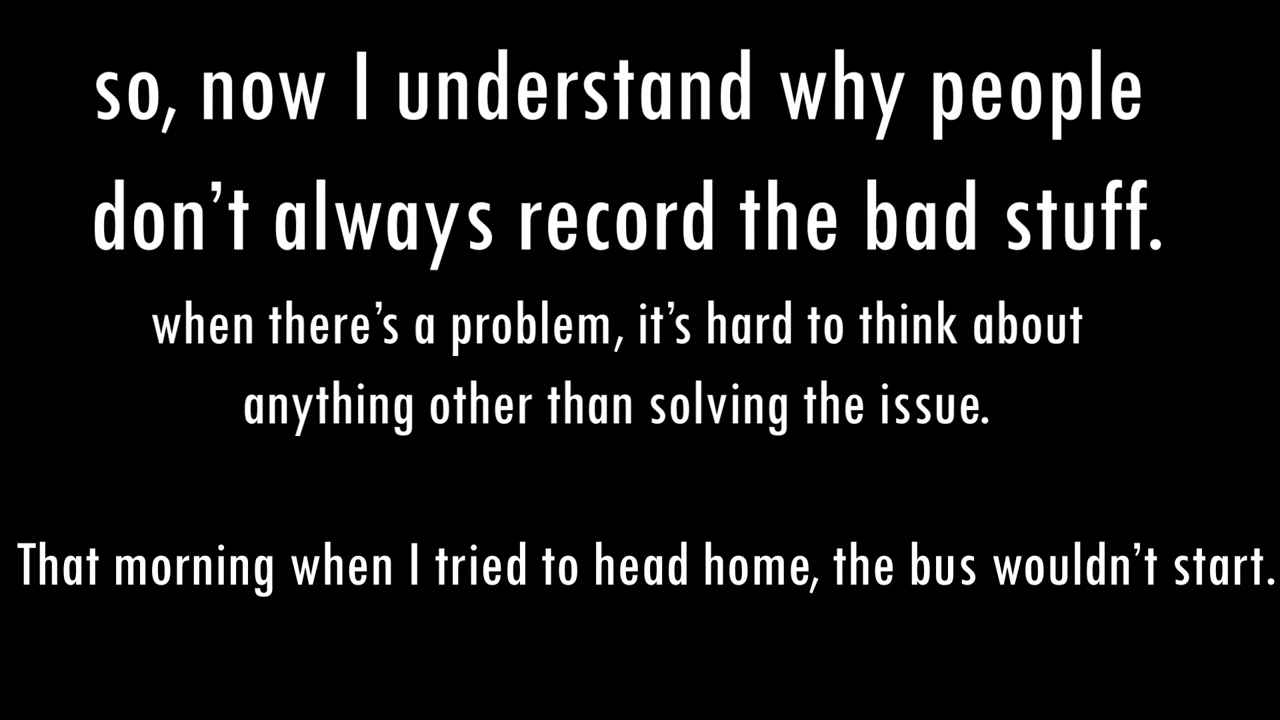 so, now I understand why people
don’t always record the bad stuff.
when there’s a problem, it’s hard to think about
anything other than solving the issue.
That morning when I tried to head home, the bus wouldn’t start.